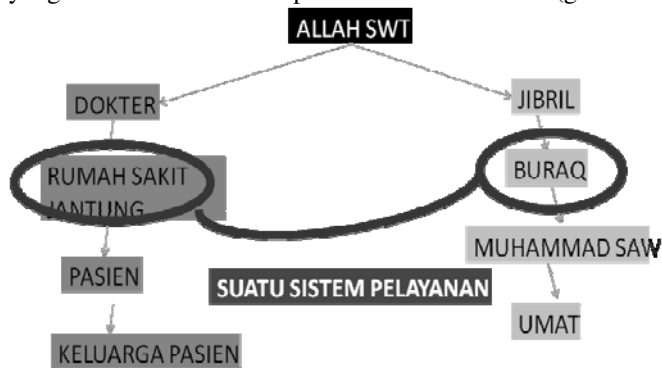 ALLAH SWT
DOKTER
JIBRIL
RUMAH SAKIT
JANTUNG
BURAQ
MUHAMMAD SAW
PASIEN
SUATU SISTEM PELAYANAN
UMAT
KELUARGA PASIEN